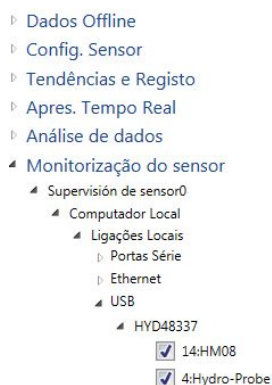 Dados Offline
Config. Sensor
Tendências e Registo
Apres. Tempo Real
Análise de dados
Monitorização do sensor
Supervisión de sensor0
Computador Local
Ligações Locais
Portas Série
Ethernet
USB
HYD48337
14:HM08
4:Hydro-Probe